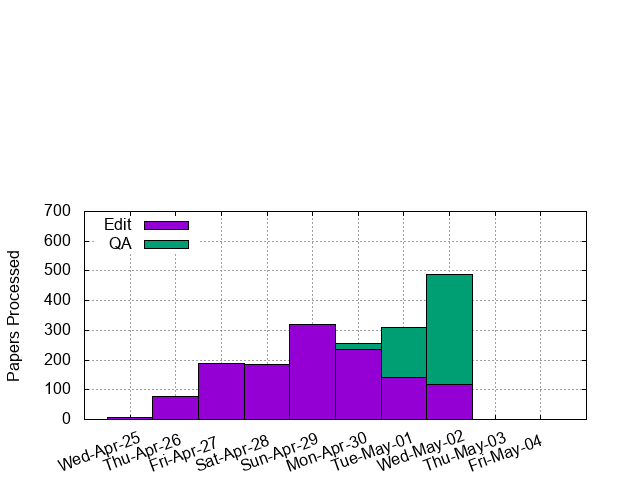 700
600
500
400
300
200
100
0
Papers Processed
Edit
QA
Wed-Apr-25
Thu-Apr-26
Fri-Apr-27
Sat-Apr-28
Sun-Apr-29
Mon-Apr-30
Tue-May-01
Wed-May-02
Thu-May-03
Fri-May-04